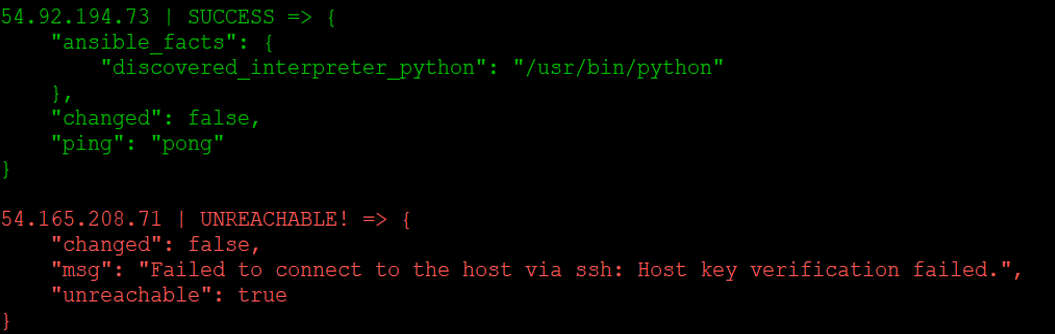 54.92.194.73 | SUCCESS => {
    "ansible_facts": {
        "discovered_interpreter_python": "/usr/bin/python"
    },
    "changed": false,
    "ping": "pong"
}
54.165.208.71 | UNREACHABLE! => {
    "changed": false,
    "msg": "Failed to connect to the host via ssh: Host key verification failed.",
    "unreachable": true
}